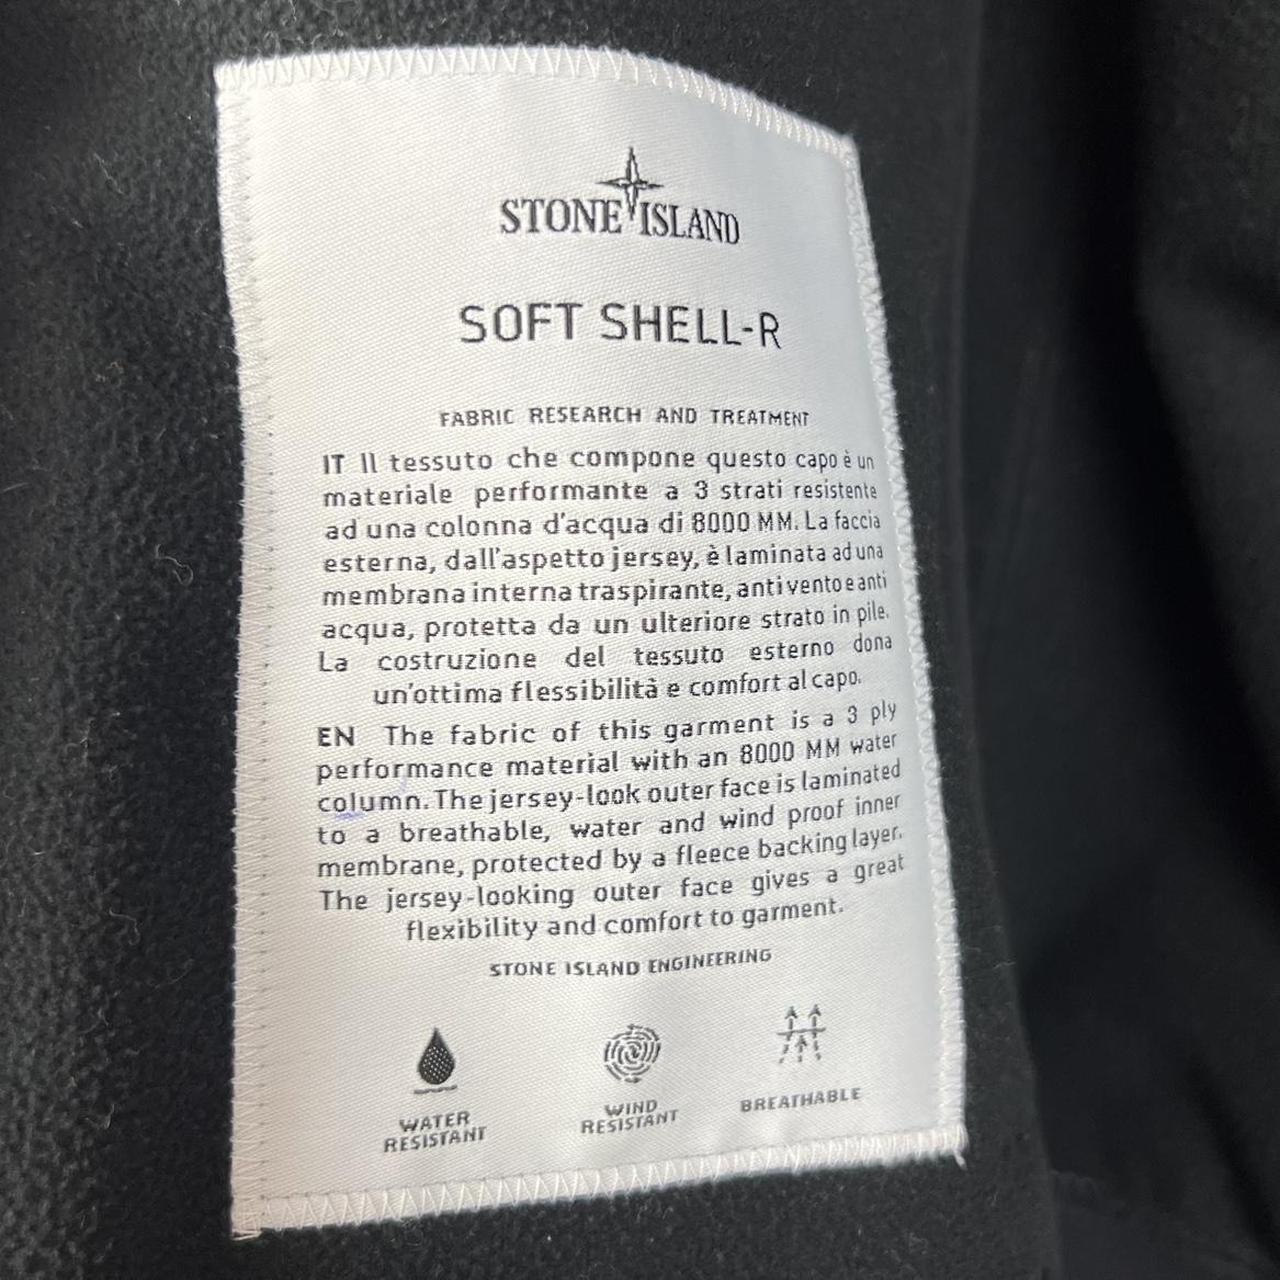 STONE ISLAND
SOFT SHELL-R
FABRIC RESEARCH AND TREATMENT
IT Il tessuto che compone questo capo è un
materiale performante a 3 strati resistente
ad una colonna d'acqua di 8000 MM. La faccia
esterna, dall'aspetto jersey, è laminata ad una
membrana interna traspirante, antivento e anti
acqua, protetta da un ulteriore strato in pile.
La costruzione del tessuto esterno dona
un'ottima flessibilità e comfort al capo.
EN The fabric of this garment is a 3 ply
performance material with an 8000 MM water
column. The jersey-look outer face is laminated
to a breathable, water and wind proof inner
membrane, protected by a fleece backing layer.
The jersey-looking outer face gives a great
flexibility and comfort to garment.
STONE ISLAND ENGINEERING
WATER
RESISTANT
WIND
RESISTANT
BREATHABLE